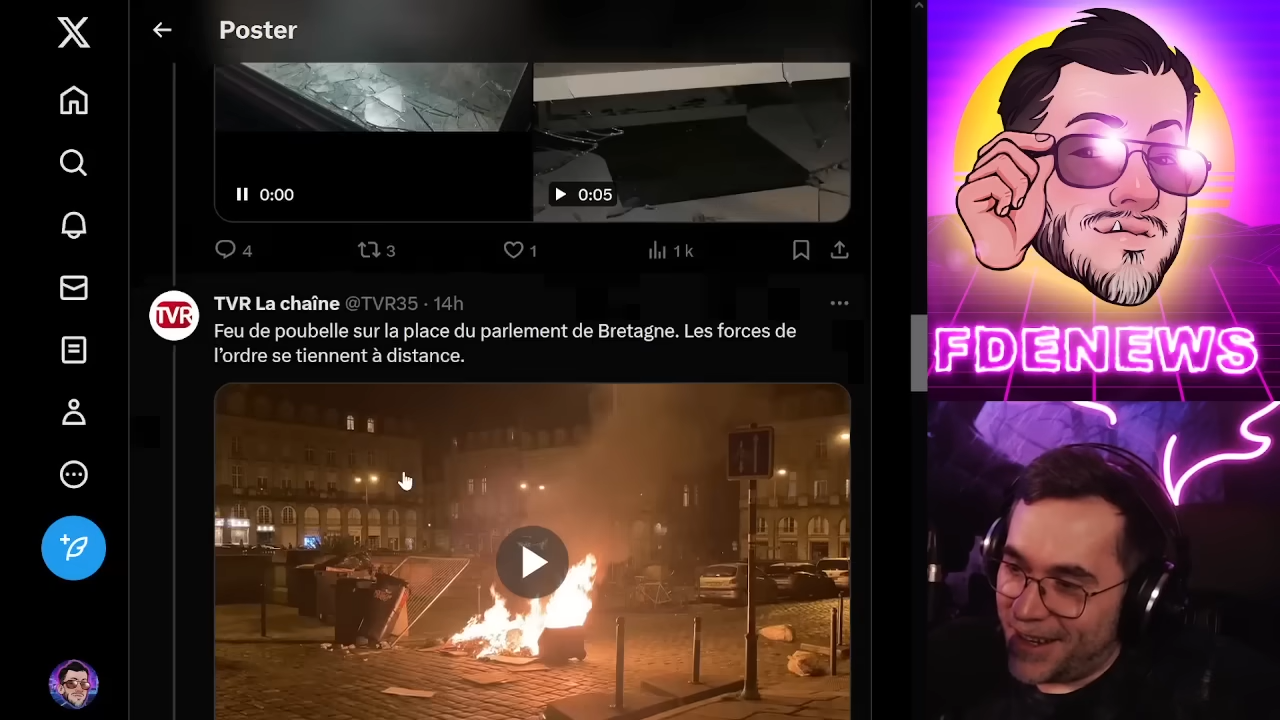 Poster
0:00
0:05
4
3
1
1 k
TVR La chaîne @TVR35 · 14h
TVR
Feu de poubelle sur la place du parlement de Bretagne. Les forces de
l'ordre se tiennent à distance.
FDENEWS